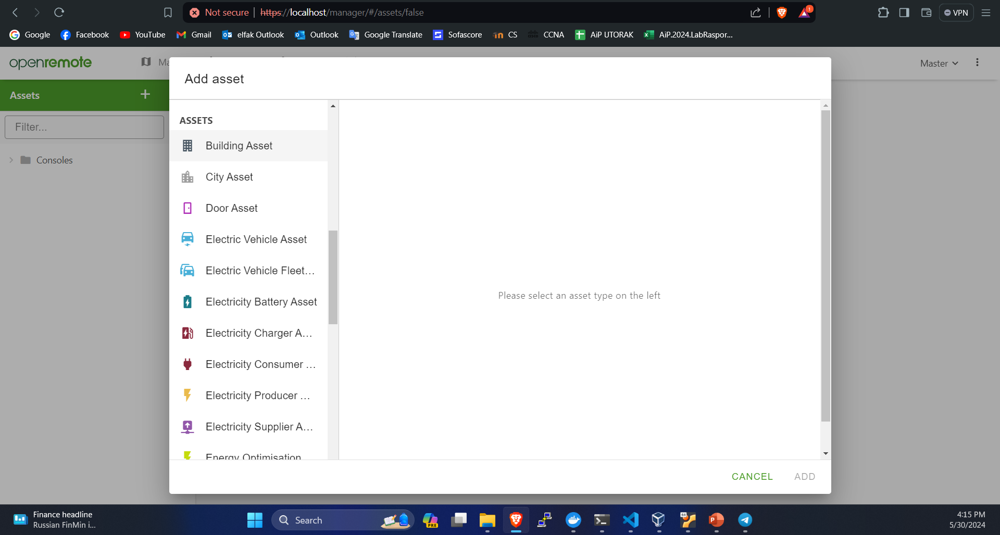 Not secure https://localhost/manager/#/assets/false 1 VPN
Google Facebook YouTube Gmail elfak Outlook Outlook Google Translate Sofascore CS CCNA AiP UTORAK AiP.2024.LabRaspor...
openremote Ma Master
Add asset
Assets +
Filter...
Consoles
ASSETS
Building Asset
City Asset
Door Asset
Electric Vehicle Asset
Electric Vehicle Fleet...
Electricity Battery Asset
Electricity Charger A...
Electricity Consumer ...
Electricity Producer ...
Electricity Supplier A...
Energy Optimisation
Please select an asset type on the left
CANCEL ADD
Finance headline
Russian FinMin i...
Search
PRE
64
4:15 PM
5/30/2024